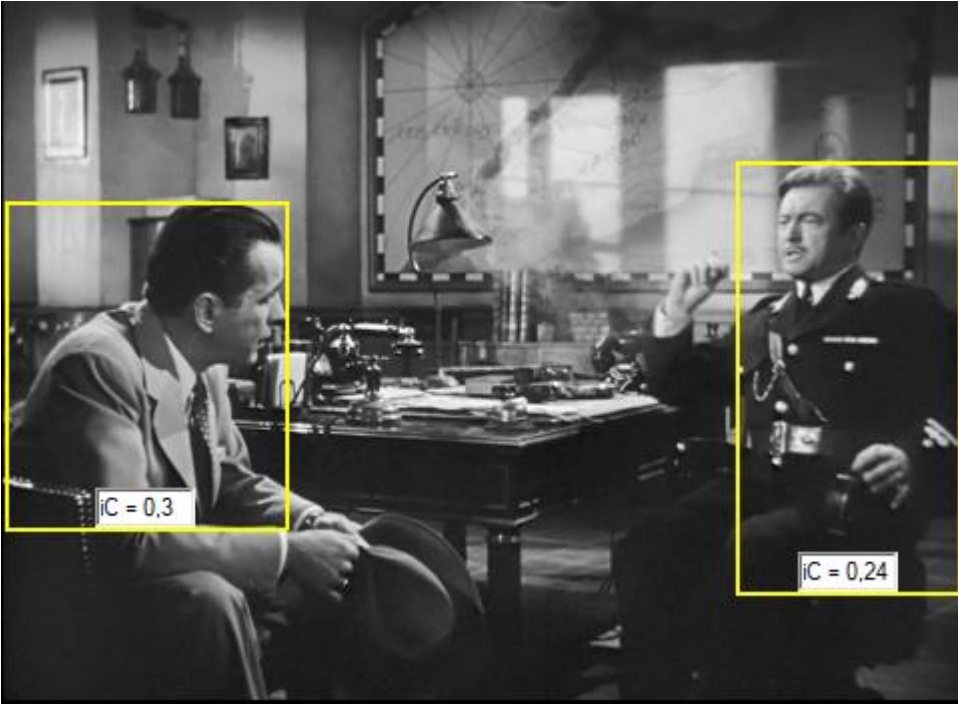 iC = 0,3
iC = 0,24